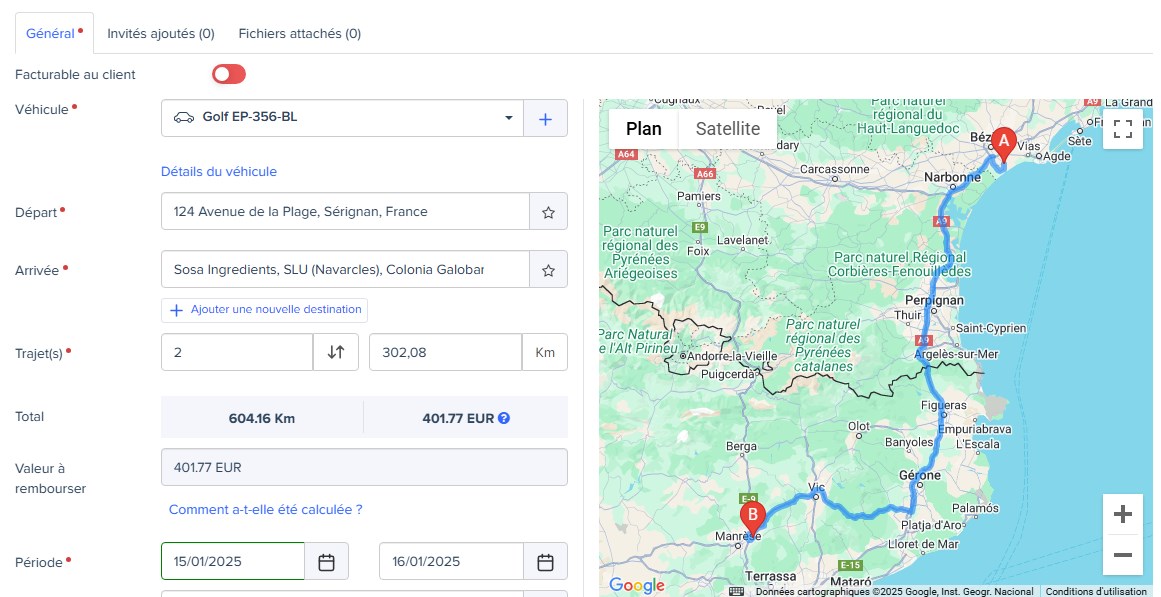 Général
Invités ajoutés (0)
Fichiers attachés (0)
Facturable au client
Véhicule
Golf EP-356-BL
Détails du véhicule
Départ
124 Avenue de la Plage, Sérignan, France
Arrivée
Sosa Ingredients, SLU (Navarcles), Colonia Galobar
Ajouter une nouvelle destination
Trajet(s)
2
302,08
Km
Total
604.16 Km
401.77 EUR
Valeur à
rembourser
401.77 EUR
Comment a-t-elle été calculée ?
Période
15/01/2025
16/01/2025
Plan
Satellite
Parc naturel
régional du
Haut-Languedoc
A9
La Grand
Sète
A
Vias
Agde
A64
Carcassonne
A66
Narbonne
Pamiers
E9
A9
Parc naturel
régional des
Pyrénées
Ariégeoises
Lavelanet
Foix
Parc naturel Régional
Corbières-Fenouillèdes
Perpignan
Thuir
Saint-Cyprien
Parc Natural
de l'Alt Pirineu
Parc naturel
régional des
Pyrénées
catalanes
A9
Andorre-la-Vieille
Argelès-sur-Mer
Puigcerdà
Figueras
Empuriabrava
Olot
Banyoles
L'Escala
Berga
Gérone
Vic
E-9
B
Palamós
Manrèse
Platja d'Aro
Lloret de Mar
E-15
Terrassa
Mataró
Google
Données cartographiques ©2025 Google, Inst. Geogr. Nacional
Conditions d'utilisation